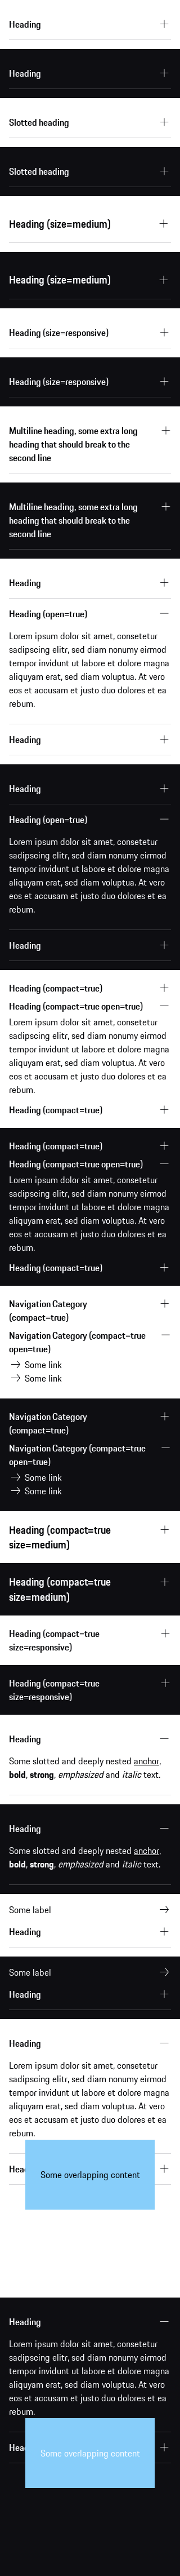 Heading
Heading
Slotted heading
Slotted heading
Heading (size=medium)
Heading (size=medium)
Heading (size=responsive)
Heading (size=responsive)
Multiline heading, some extra long
heading that should break to the
second line
Multiline heading, some extra long
heading that should break to the
second line
Heading
Heading (open=true)
Lorem ipsum dolor sit amet, consetetur
sadipscing elitr, sed diam nonumy eirmod
tempor invidunt ut labore et dolore magna
aliquyam erat, sed diam voluptua. At vero
eos et accusam et justo duo dolores et ea
rebum.
Heading
Heading
Heading (open=true)
Lorem ipsum dolor sit amet, consetetur
sadipscing elitr, sed diam nonumy eirmod
tempor invidunt ut labore et dolore magna
aliquyam erat, sed diam voluptua. At vero
eos et accusam et justo duo dolores et ea
rebum.
Heading
Heading (compact=true)
Heading (compact=true open=true)
Lorem ipsum dolor sit amet, consetetur
sadipscing elitr, sed diam nonumy eirmod
tempor invidunt ut labore et dolore magna
aliquyam erat, sed diam voluptua. At vero
eos et accusam et justo duo dolores et ea
rebum.
Heading (compact=true)
Heading (compact=true)
Heading (compact=true open=true)
Lorem ipsum dolor sit amet, consetetur
sadipscing elitr, sed diam nonumy eirmod
tempor invidunt ut labore et dolore magna
aliquyam erat, sed diam voluptua. At vero
eos et accusam et justo duo dolores et ea
rebum.
Heading (compact=true)
Navigation Category
(compact=true)
Navigation Category (compact=true
open=true)
Some link
Some link
Navigation Category
(compact=true)
Navigation Category (compact=true
open=true)
Some link
Some link
Heading (compact=true
size=medium)
Heading (compact=true
size=medium)
Heading (compact=true
size=responsive)
Heading (compact=true
size=responsive)
Heading
Some slotted and deeply nested anchor,
bold, strong, emphasized and italic text.
Heading
Some slotted and deeply nested anchor,
bold, strong, emphasized and italic text.
Some label
Heading
Some label
Heading
Heading
Lorem ipsum dolor sit amet, consetetur
sadipscing elitr, sed diam nonumy eirmod
tempor invidunt ut labore et dolore magna
aliquyam erat, sed diam voluptua. At vero
eos et accusam et justo duo dolores et ea
rebum.
Some overlapping content
Heading
Lorem ipsum dolor sit amet, consetetur
sadipscing elitr, sed diam nonumy eirmod
tempor invidunt ut labore et dolore magna
aliquyam erat, sed diam voluptua. At vero
eos et accusam et justo duo dolores et ea
rebum.
Some overlapping content